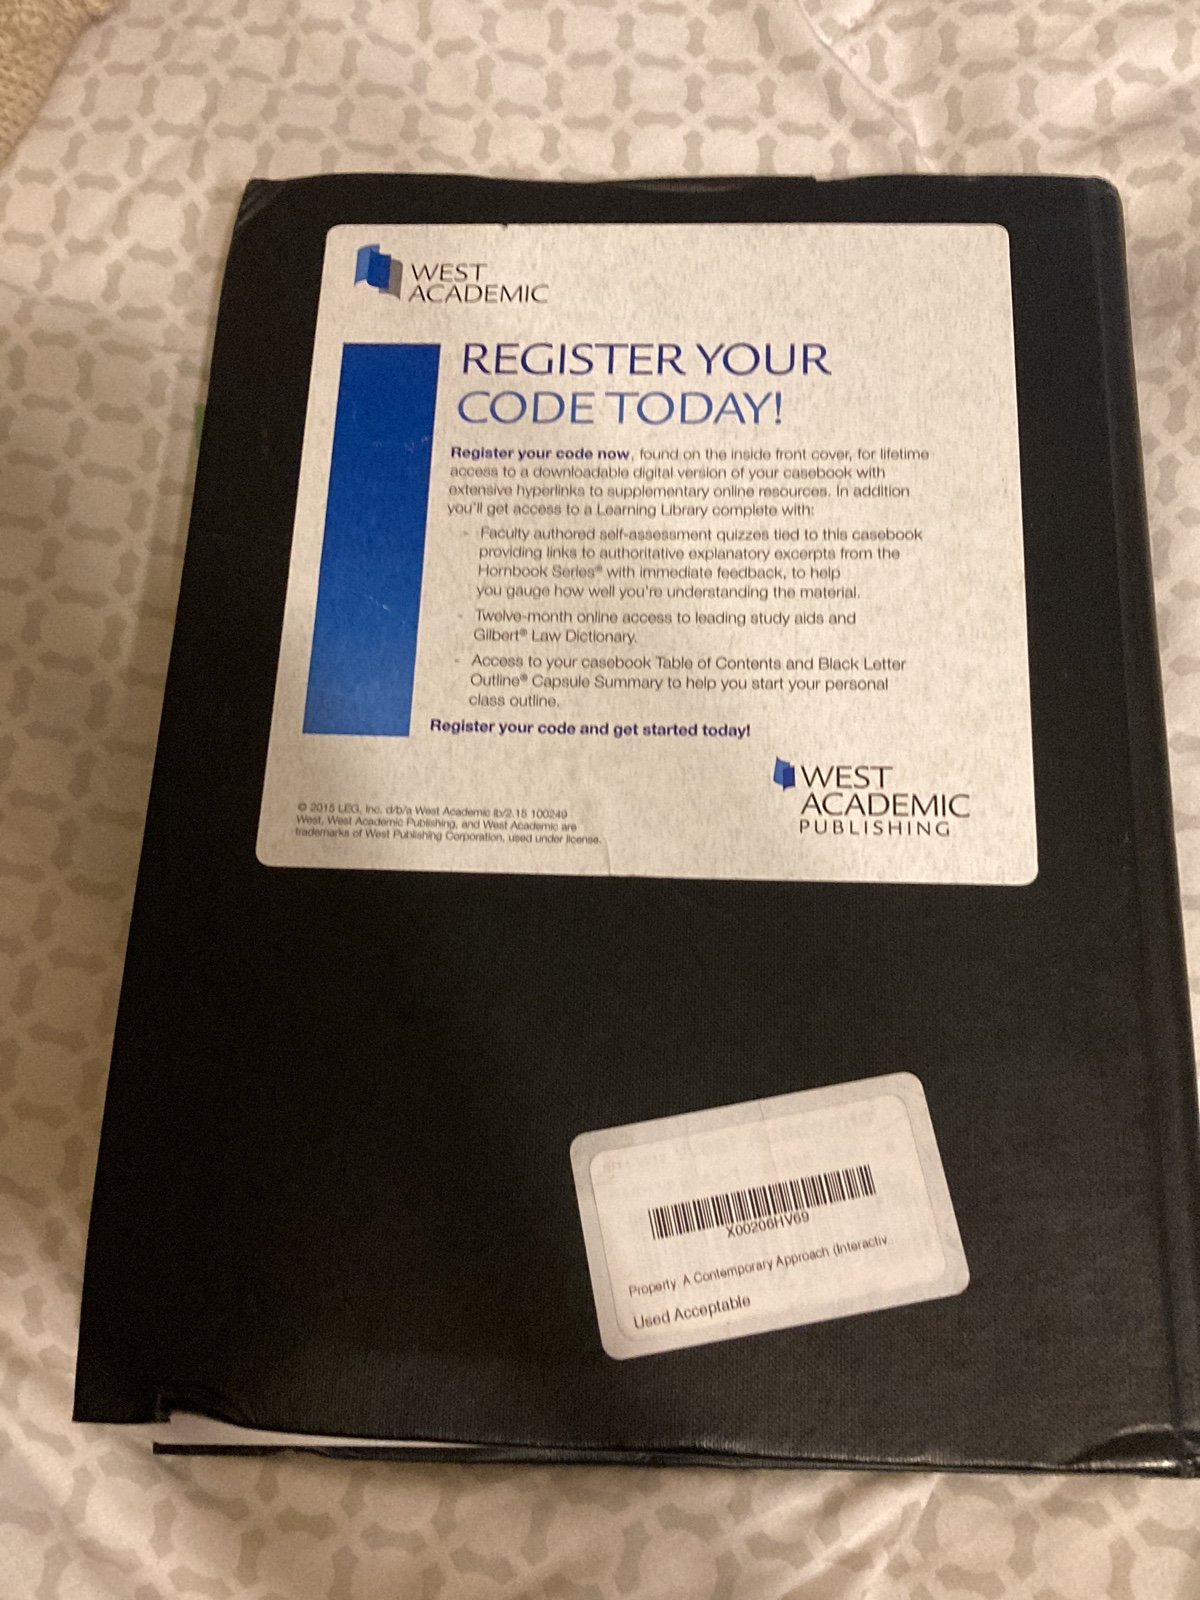 WEST
ACADEMIC
REGISTER YOUR
CODE TODAY!
Register your code now, found on the inside front cover, for lifetime
access to a downloadable digital version of your casebook with
extensive hyperlinks to supplementary online resources. In addition
you'll get access to a Learning Library complete with:
- Faculty authored self-assessment quizzes tied to this casebook
providing links to authoritative explanatory excerpts from the
Hornbook Series® with immediate feedback, to help
you gauge how well you're understanding the material.
- Twelve-month online access to leading study aids and
Gilbert® Law Dictionary.
- Access to your casebook Table of Contents and Black Letter
Outline® Capsule Summary to help you start your personal
class outline.
Register your code and get started today!
© 2015 LEG, Inc. d/b/a West Academic lb/2.15 100249
West, West Academic Publishing, and West Academic are
trademarks of West Publishing Corporation, used under license.
WEST
ACADEMIC
PUBLISHING
X00206HV69
Property: A Contemporary Approach (Interactiv...
Used Acceptable